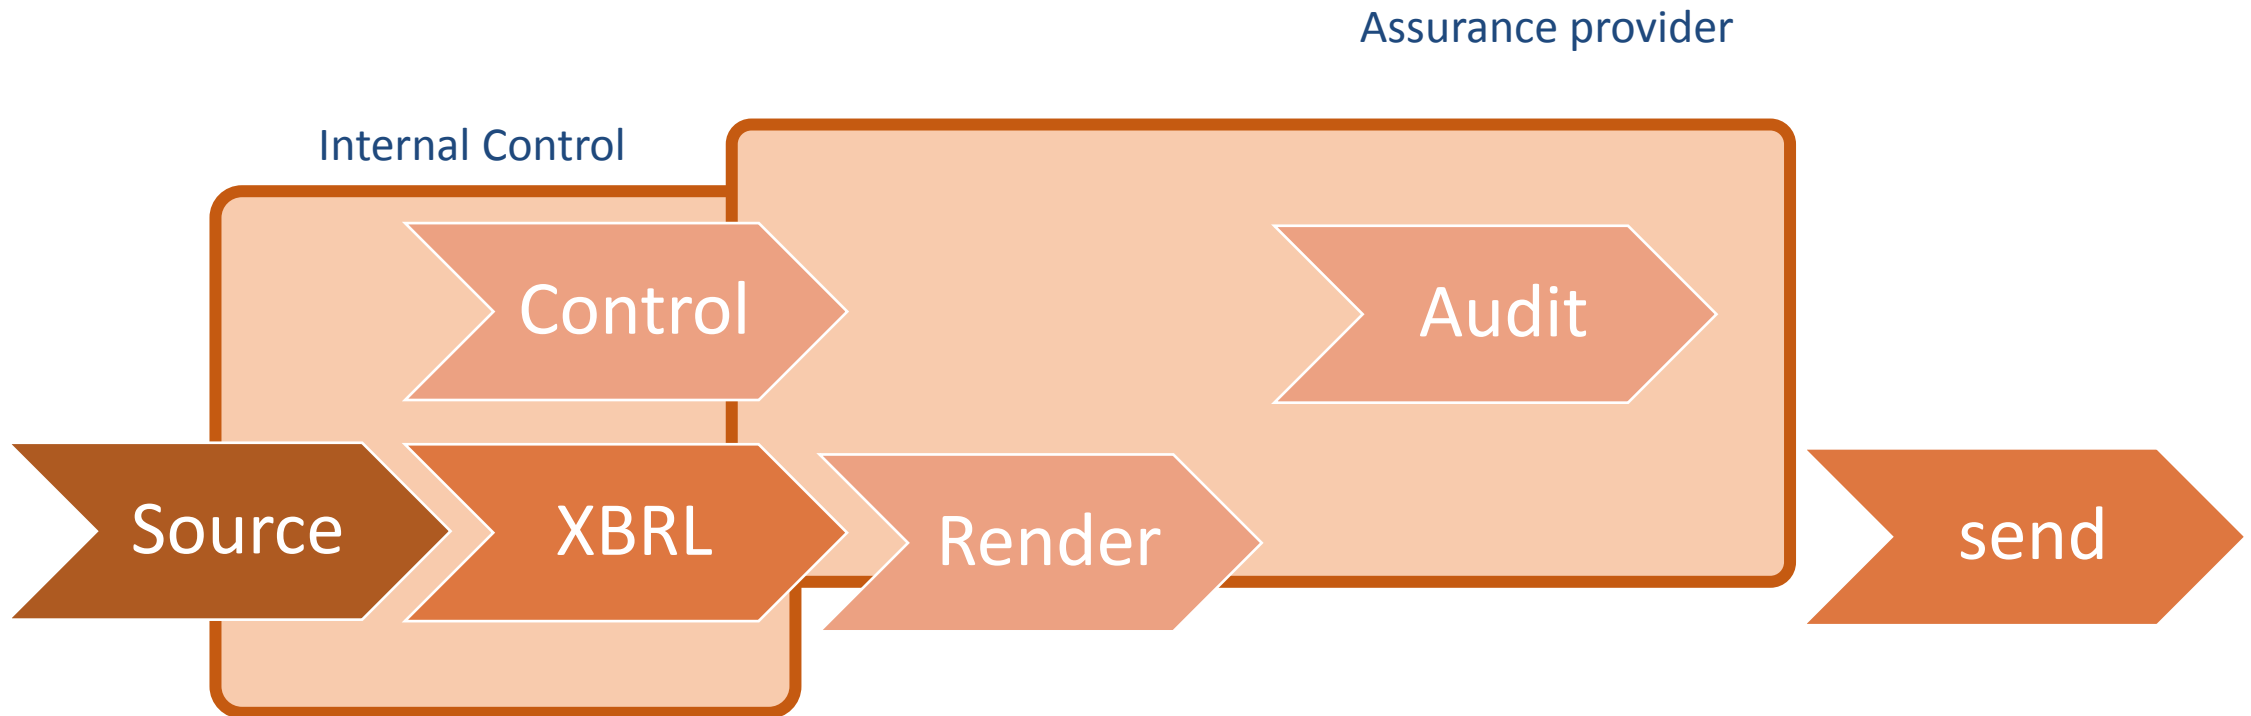 Assurance provider
Internal Control
Control
Audit
Source
XBRL
Render
send